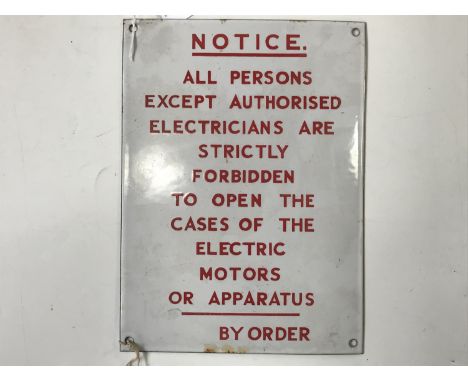 NOTICE.
ALL PERSONS
EXCEPT AUTHORISED
ELECTRICIANS ARE
STRICTLY
FORBIDDEN
TO OPEN THE
CASES OF THE
ELECTRIC
MOTORS
OR APPARATUS
BY ORDER